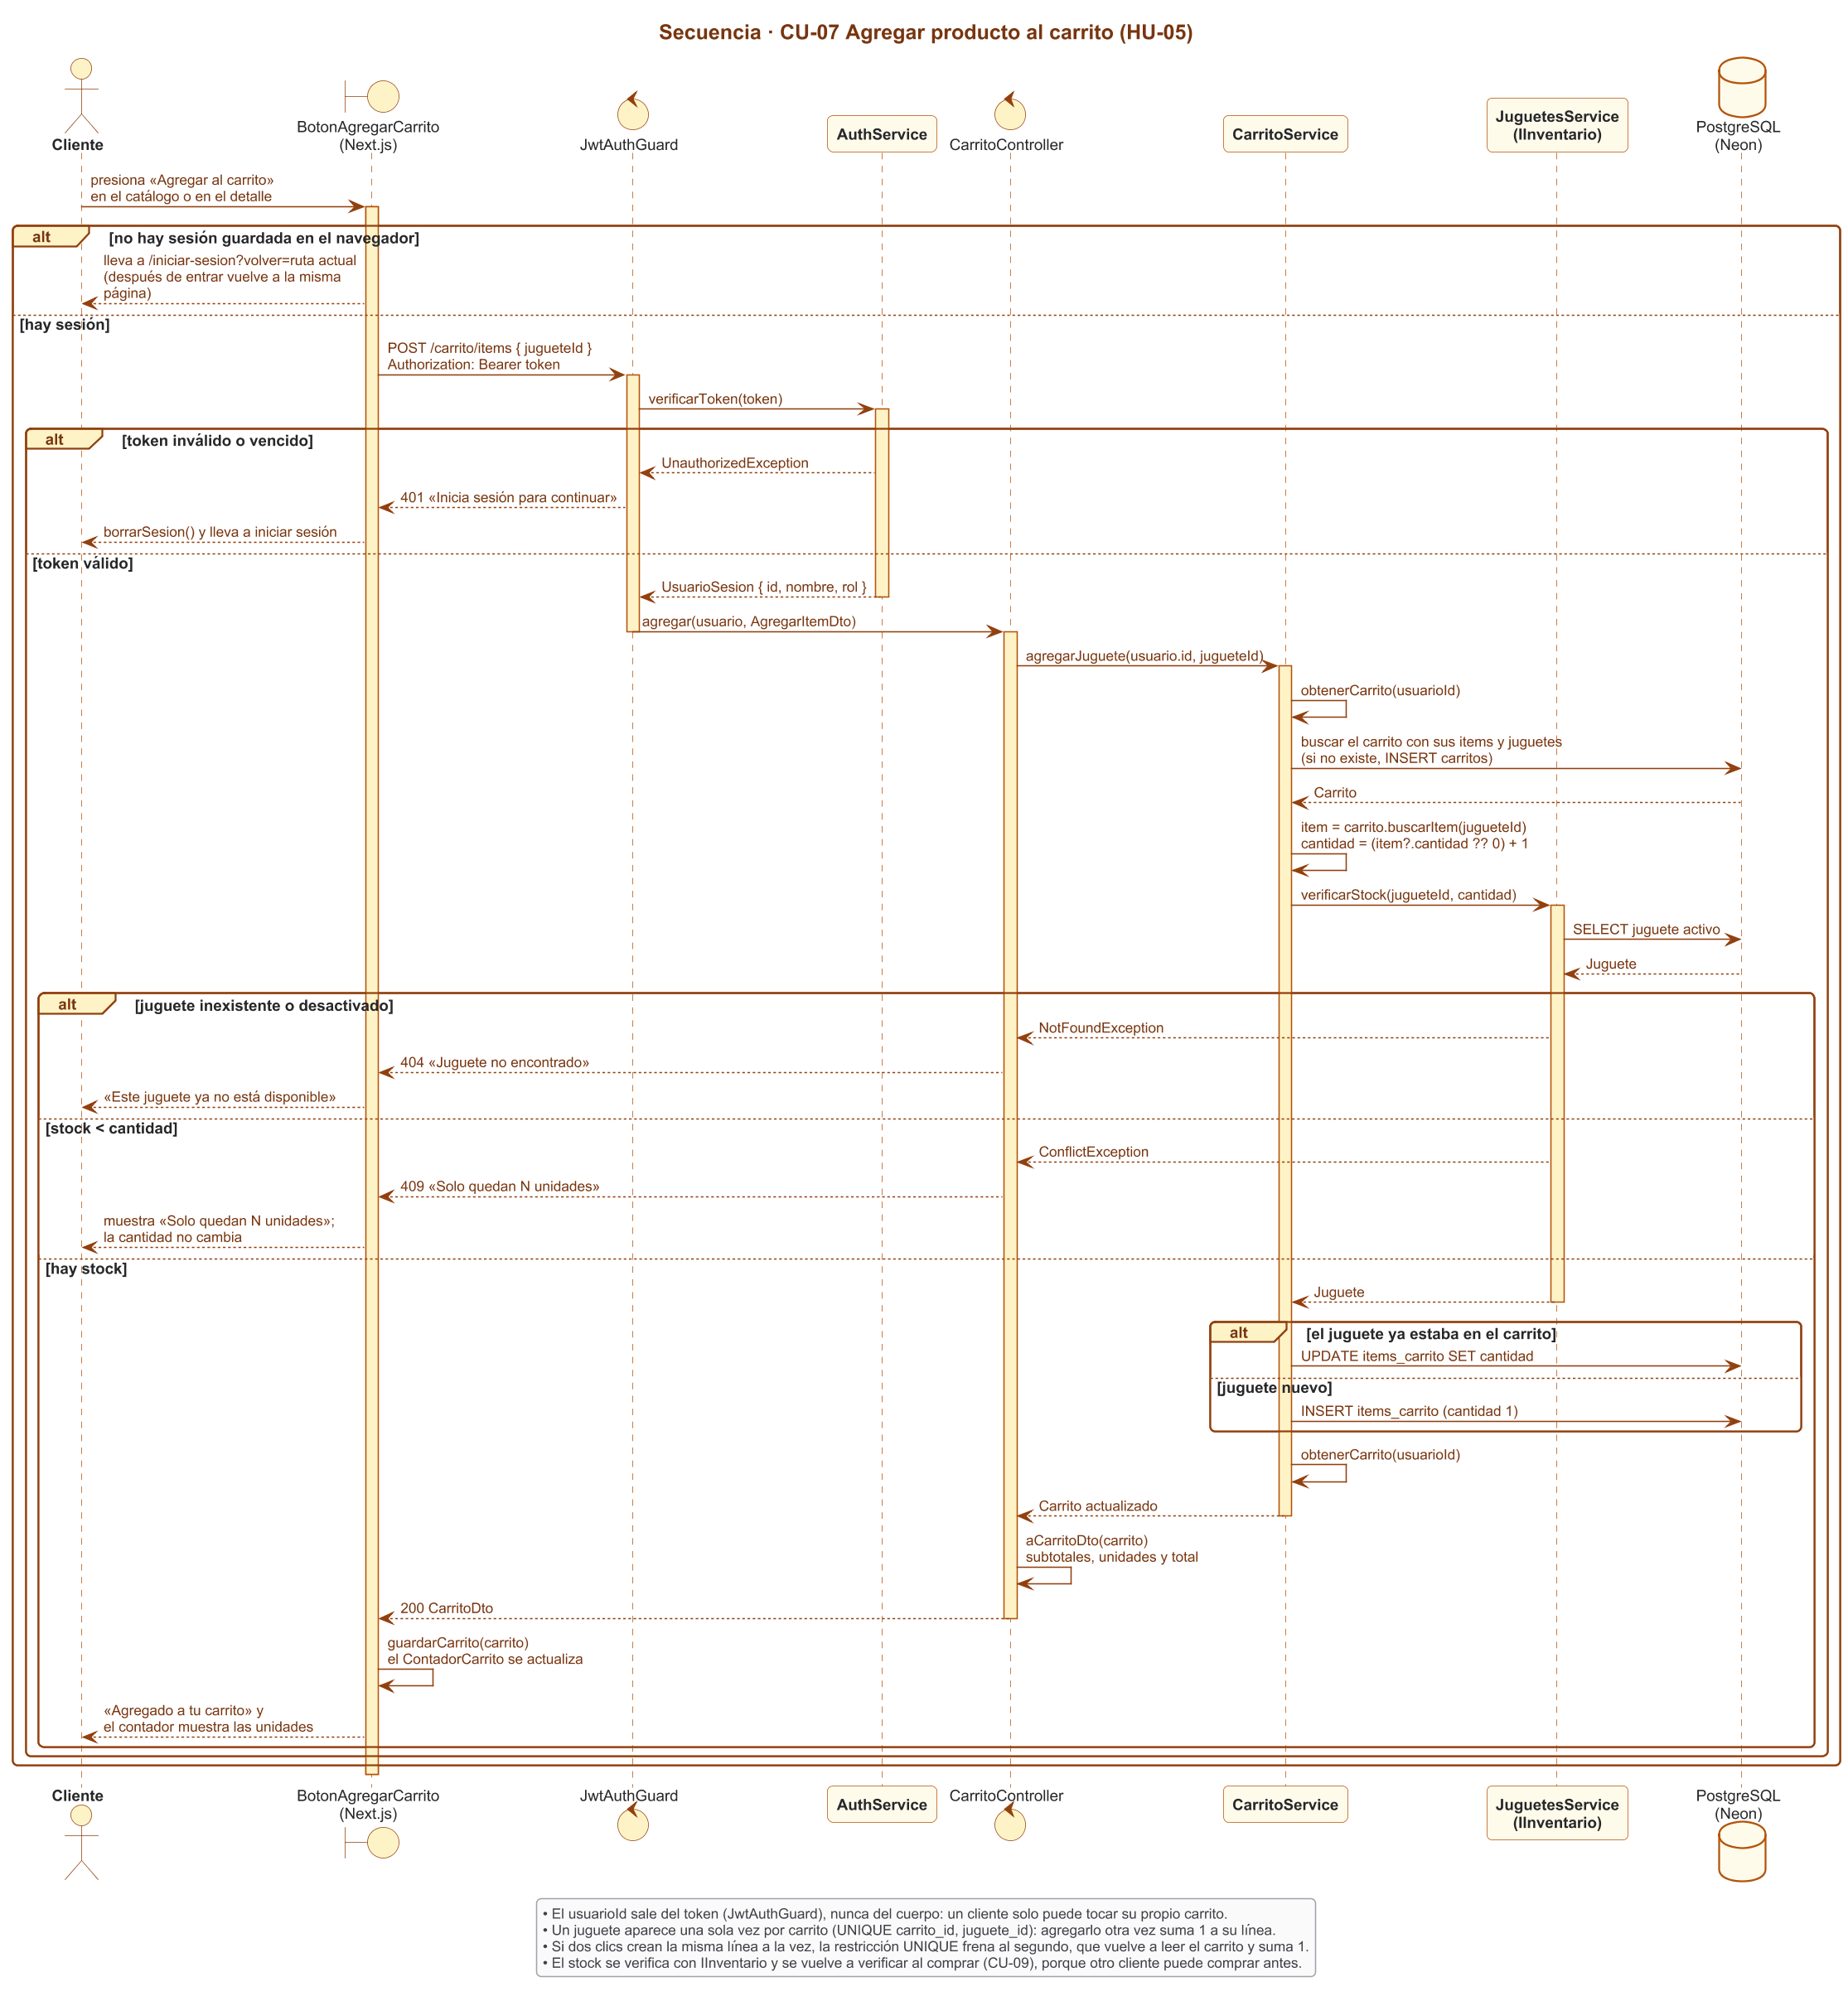 Secuencia · CU-07 Agregar producto al carrito (HU-05)
Cliente
BotonAgregarCarrito
(Next.js)
JwtAuthGuard
AuthService
CarritoController
CarritoService
JuguetesService
(IInventario)
PostgreSQL
(Neon)
presiona «Agregar al carrito»
en el catálogo o en el detalle
alt
[no hay sesión guardada en el navegador]
lleva a /iniciar-sesion?volver=ruta actual
(después de entrar vuelve a la misma
página)
[hay sesión]
POST /carrito/items { jugueteId }
Authorization: Bearer token
verificarToken(token)
alt
[token inválido o vencido]
UnauthorizedException
401 «Inicia sesión para continuar»
borrarSesion() y lleva a iniciar sesión
[token válido]
UsuarioSesion { id, nombre, rol }
agregar(usuario, AgregarItemDto)
agregarJuguete(usuario.id, jugueteId)
obtenerCarrito(usuarioId)
buscar el carrito con sus items y juguetes
(si no existe, INSERT carritos)
Carrito
item = carrito.buscarItem(jugueteId)
cantidad = (item?.cantidad ?? 0) + 1
verificarStock(jugueteId, cantidad)
SELECT juguete activo
Juguete
alt
[juguete inexistente o desactivado]
NotFoundException
404 «Juguete no encontrado»
«Este juguete ya no está disponible»
[stock < cantidad]
ConflictException
409 «Solo quedan N unidades»
muestra «Solo quedan N unidades»;
la cantidad no cambia
[hay stock]
Juguete
alt
[el juguete ya estaba en el carrito]
UPDATE items_carrito SET cantidad
[juguete nuevo]
INSERT items_carrito (cantidad 1)
obtenerCarrito(usuarioId)
Carrito actualizado
aCarritoDto(carrito)
subtotales, unidades y total
200 CarritoDto
guardarCarrito(carrito)
el ContadorCarrito se actualiza
«Agregado a tu carrito» y
el contador muestra las unidades
Cliente
BotonAgregarCarrito
(Next.js)
JwtAuthGuard
AuthService
CarritoController
CarritoService
JuguetesService
(IInventario)
PostgreSQL
(Neon)
• El usuarioId sale del token (JwtAuthGuard), nunca del cuerpo: un cliente solo puede tocar su propio carrito.
• Un juguete aparece una sola vez por carrito (UNIQUE carrito_id, juguete_id): agregarlo otra vez suma 1 a su línea.
• Si dos clics crean la misma línea a la vez, la restricción UNIQUE frena al segundo, que vuelve a leer el carrito y suma 1.
• El stock se verifica con IInventario y se vuelve a verificar al comprar (CU-09), porque otro cliente puede comprar antes.